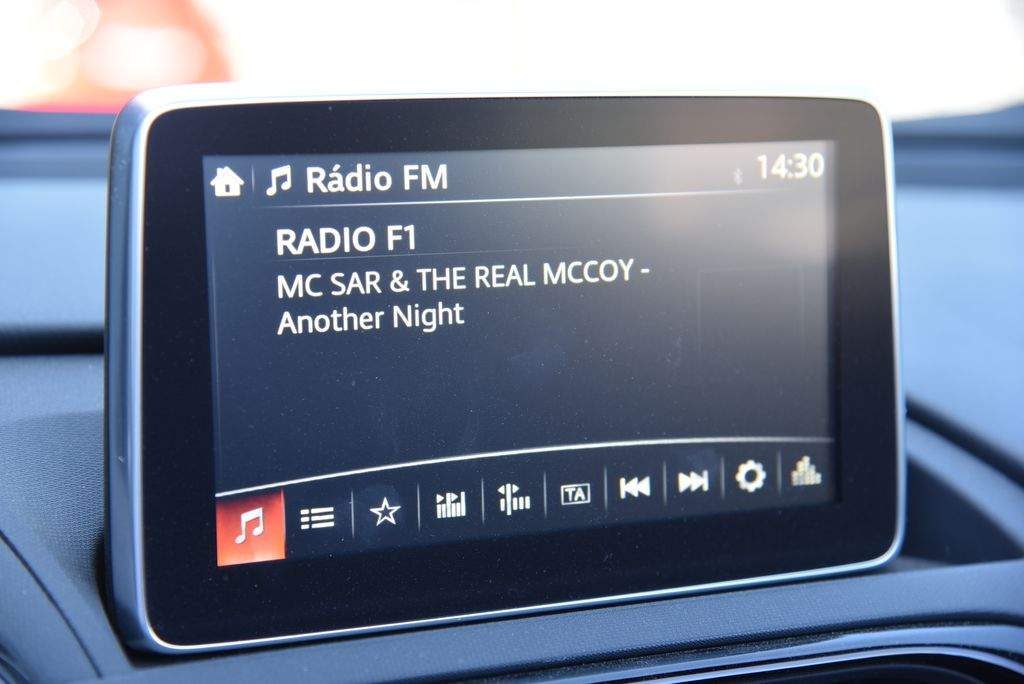 Rádio FM
14:30
RADIO F1
MC SAR & THE REAL MCCOY -
Another Night
TA